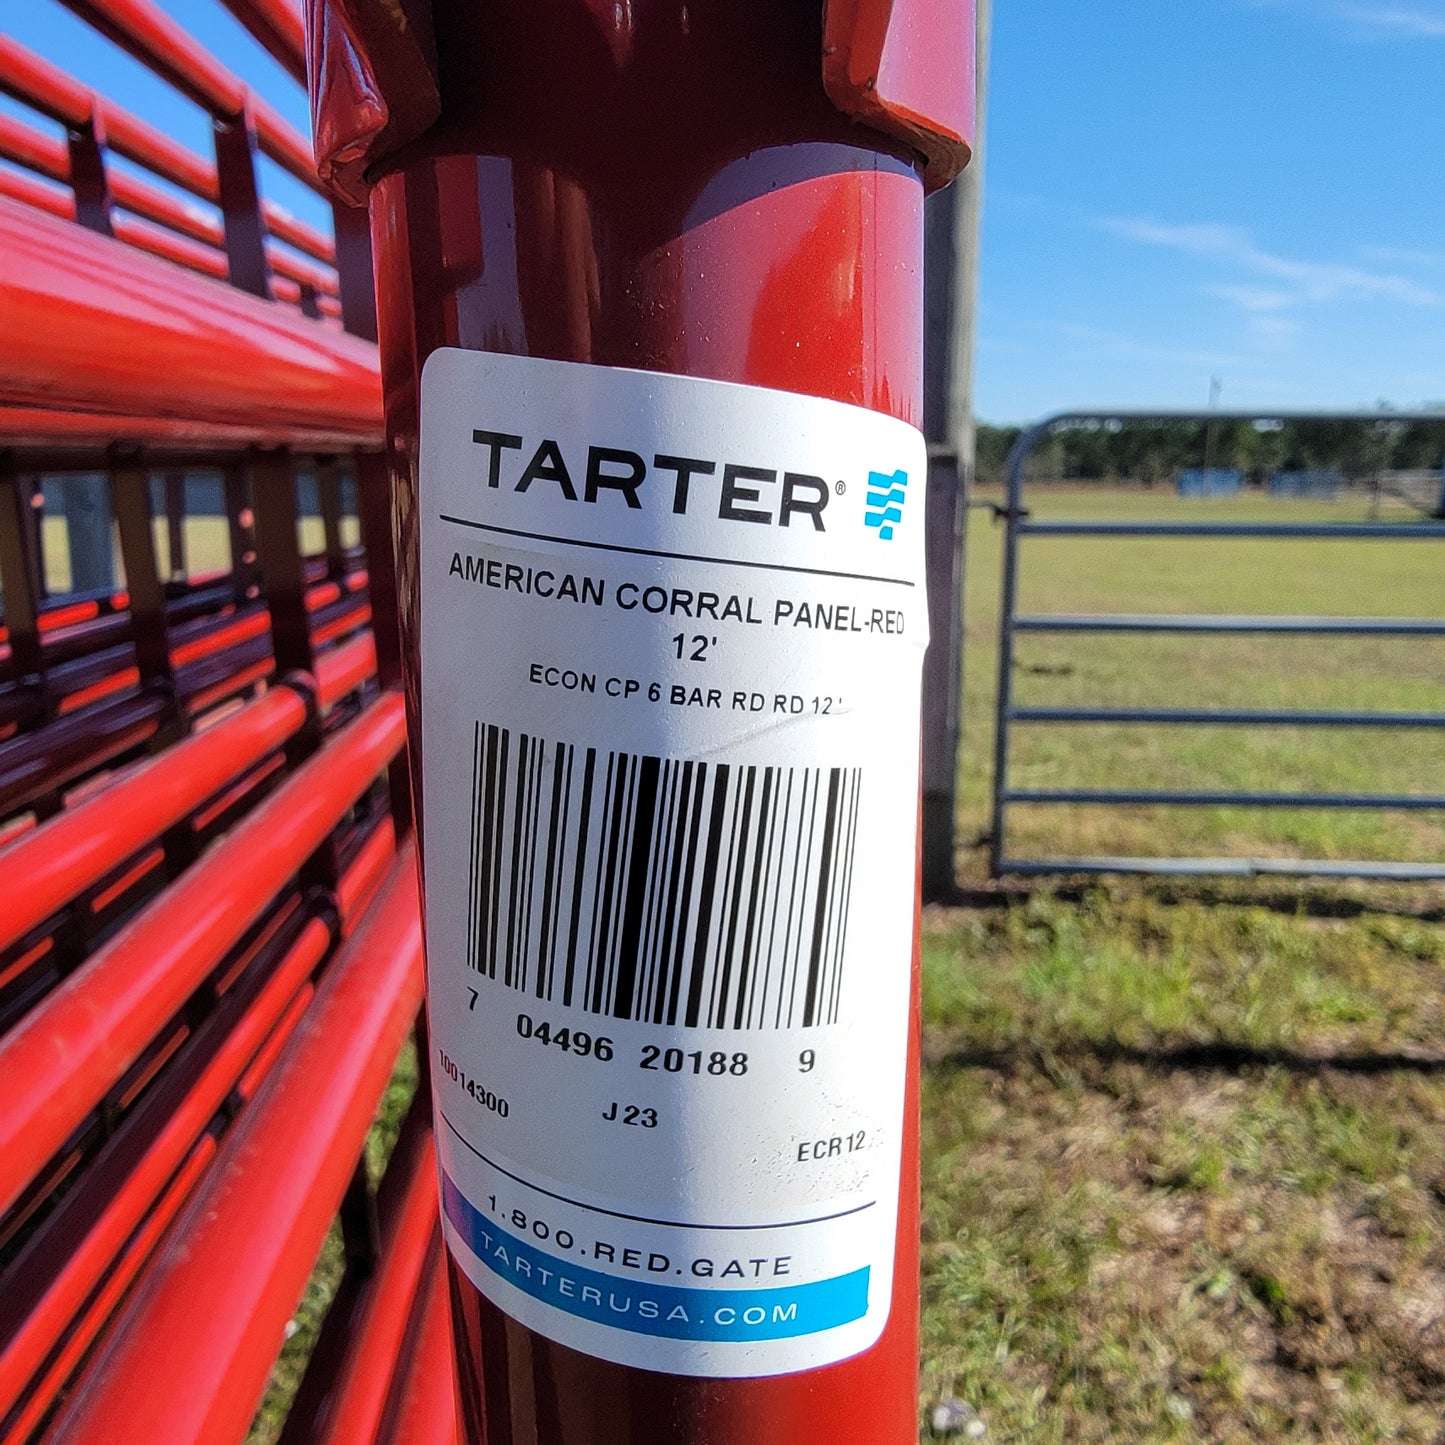 TARTER®
AMERICAN CORRAL PANEL-RED
12'
ECON CP 6 BAR RD RD 12'
7 04496 20188 9
10014300 J23 ECR12
1.800.RED.GATE
TARTERUSA.COM